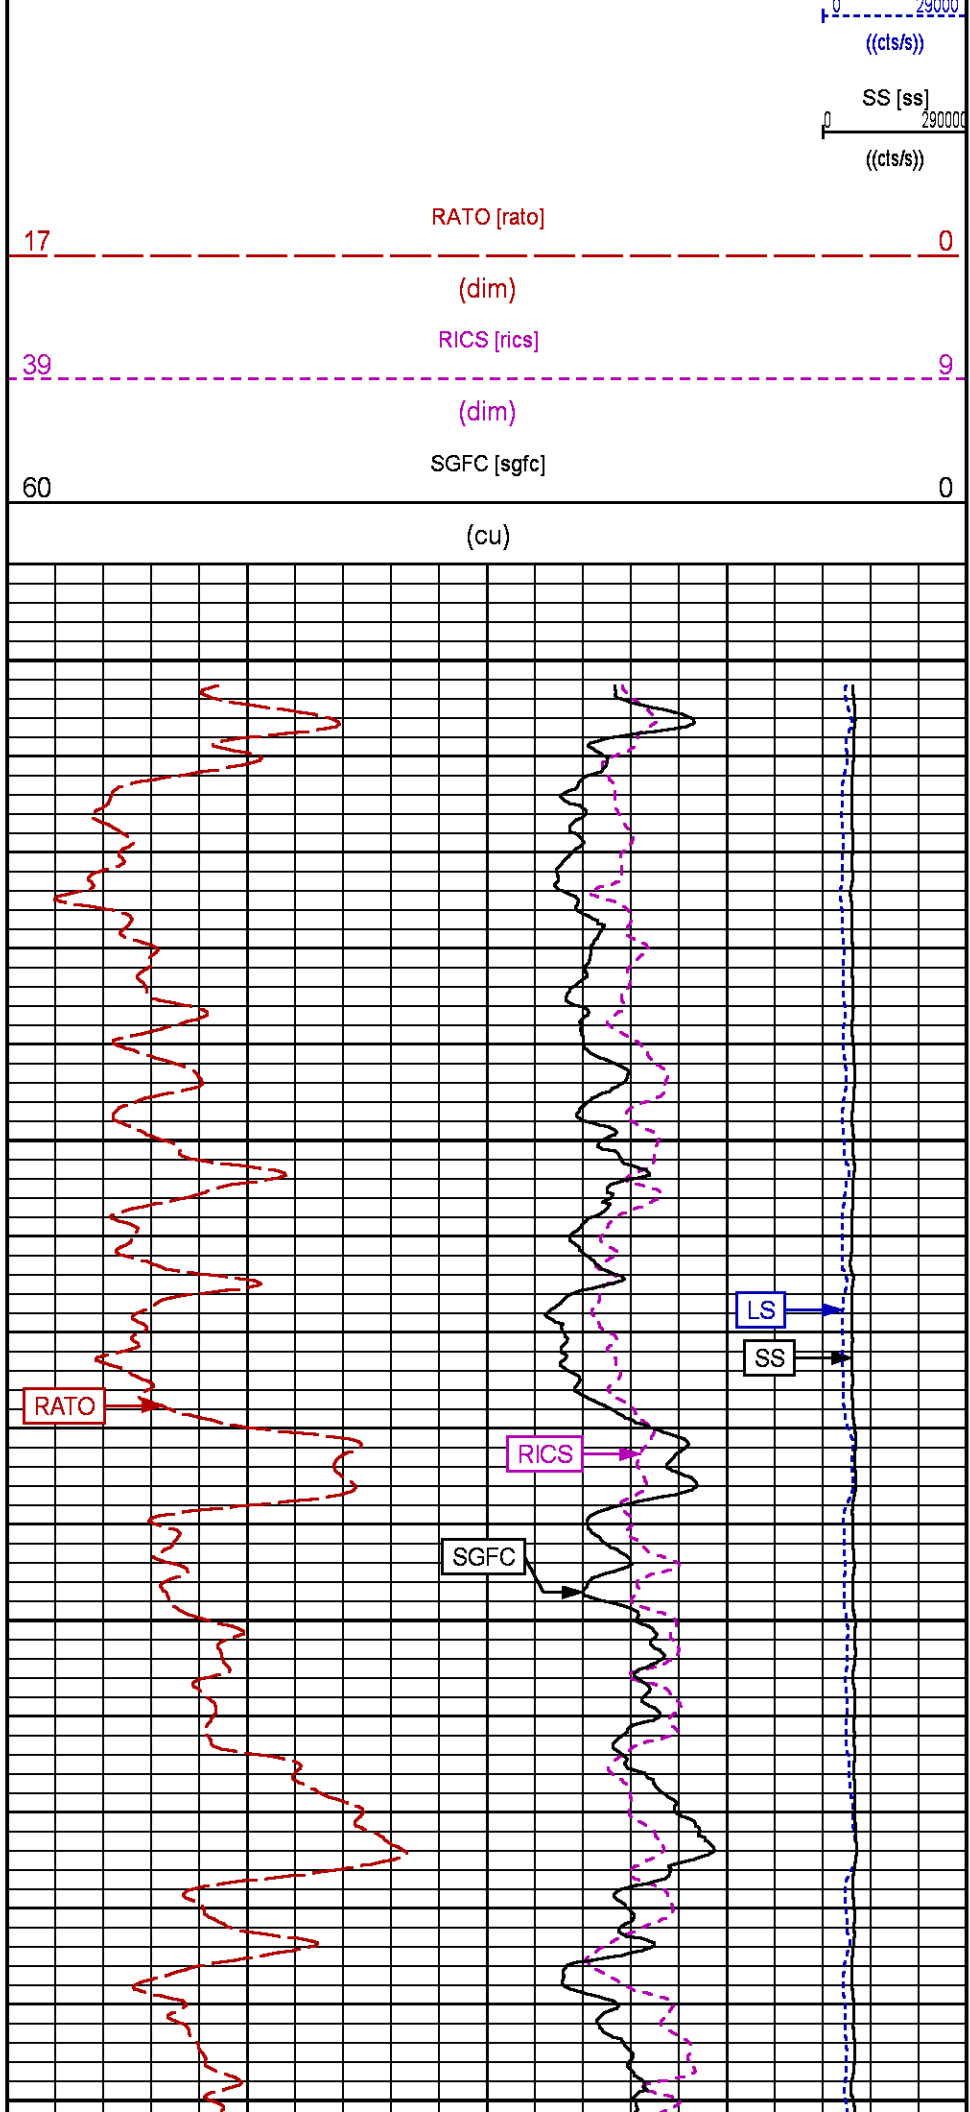 0 29000
((cts/s))
SS [ss]
0 290000
((cts/s))
RATO [rato]
17 0
(dim)
RICS [rics]
39 9
(dim)
SGFC [sgfc]
60 0
(cu)
LS
SS
RATO
RICS
SGFC